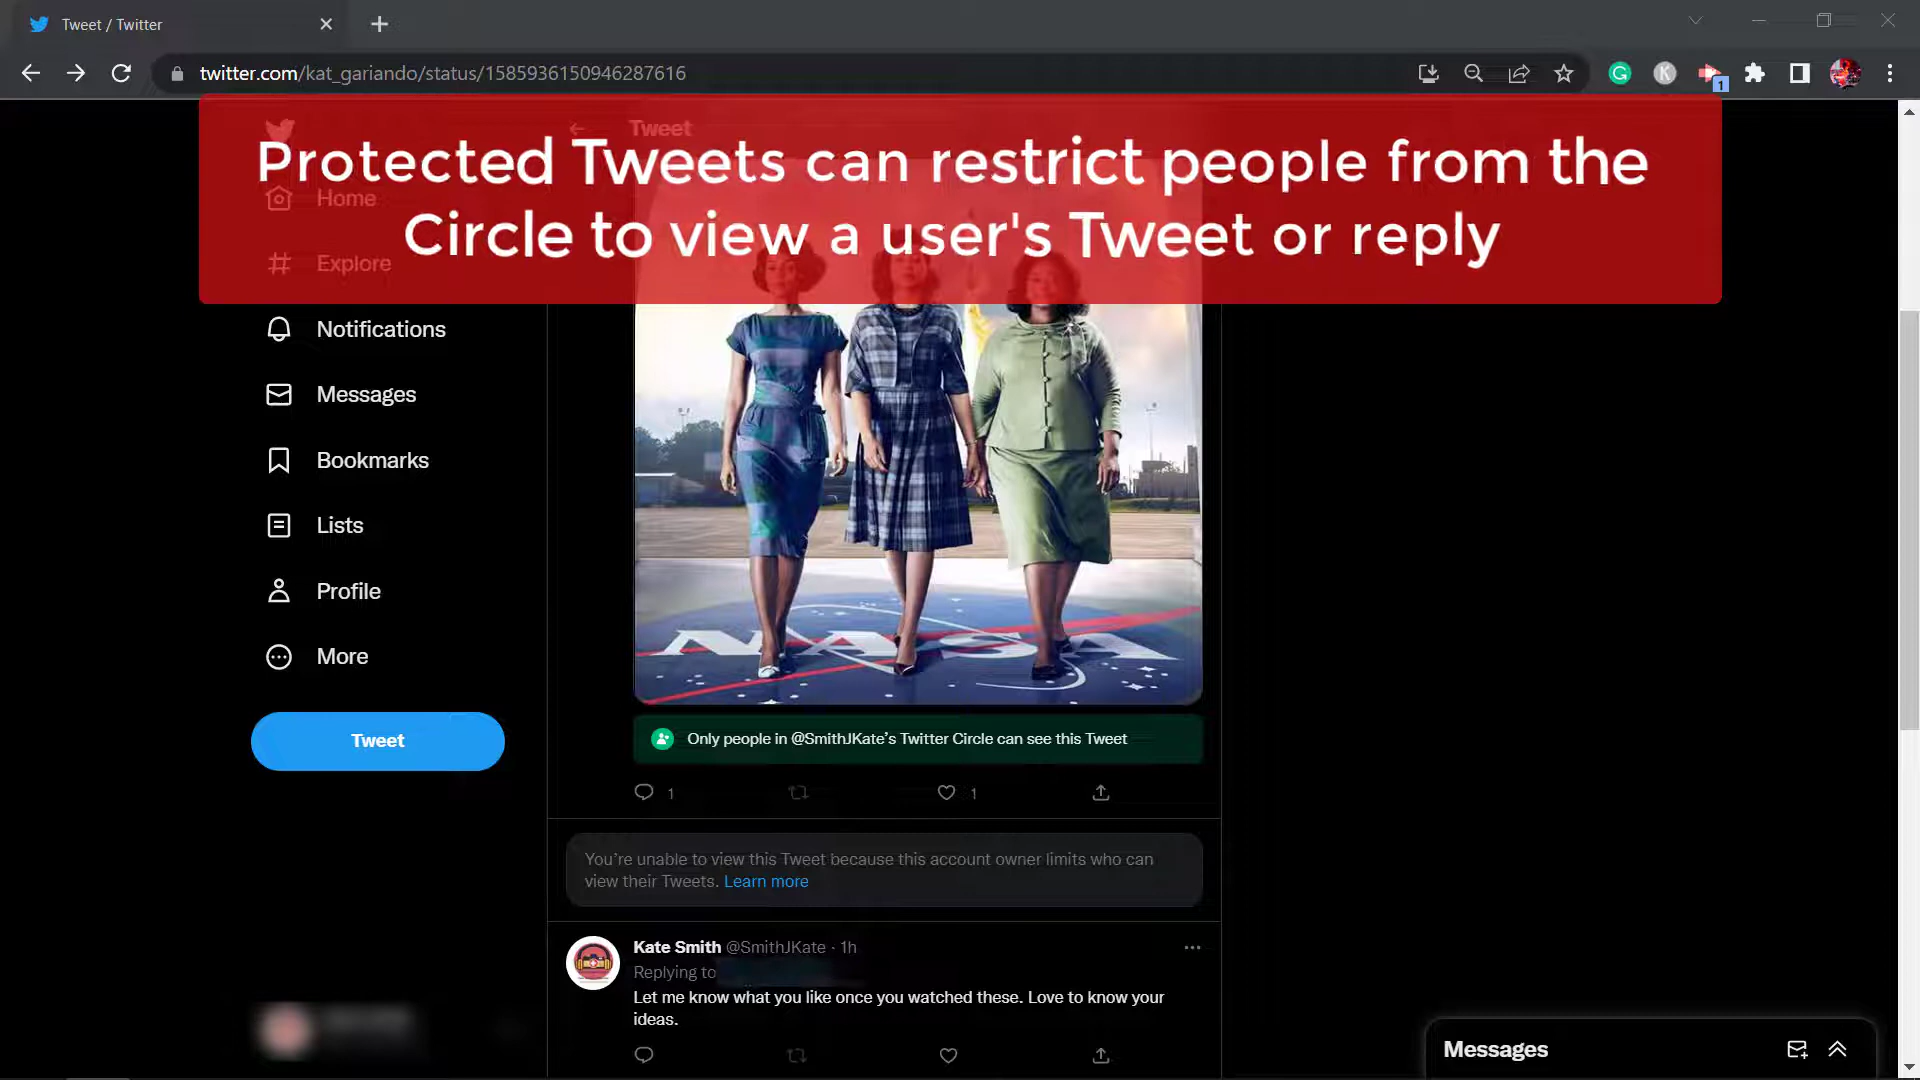 Tweet / Twitter
twitter.com/kat_gariando/status/1585936150946287616
1
Tweet
Protected Tweets can restrict people from the
Circle to view a user's Tweet or reply
Home
Explore
Notifications
Messages
Bookmarks
Lists
Profile
More
Tweet
NASA
Only people in @SmithJKate’s Twitter Circle can see this Tweet
1 1
You’re unable to view this Tweet because this account owner limits who can
view their Tweets. Learn more
Kate Smith @SmithJKate · 1h
Replying to
Let me know what you like once you watched these. Love to know your
ideas.
Messages